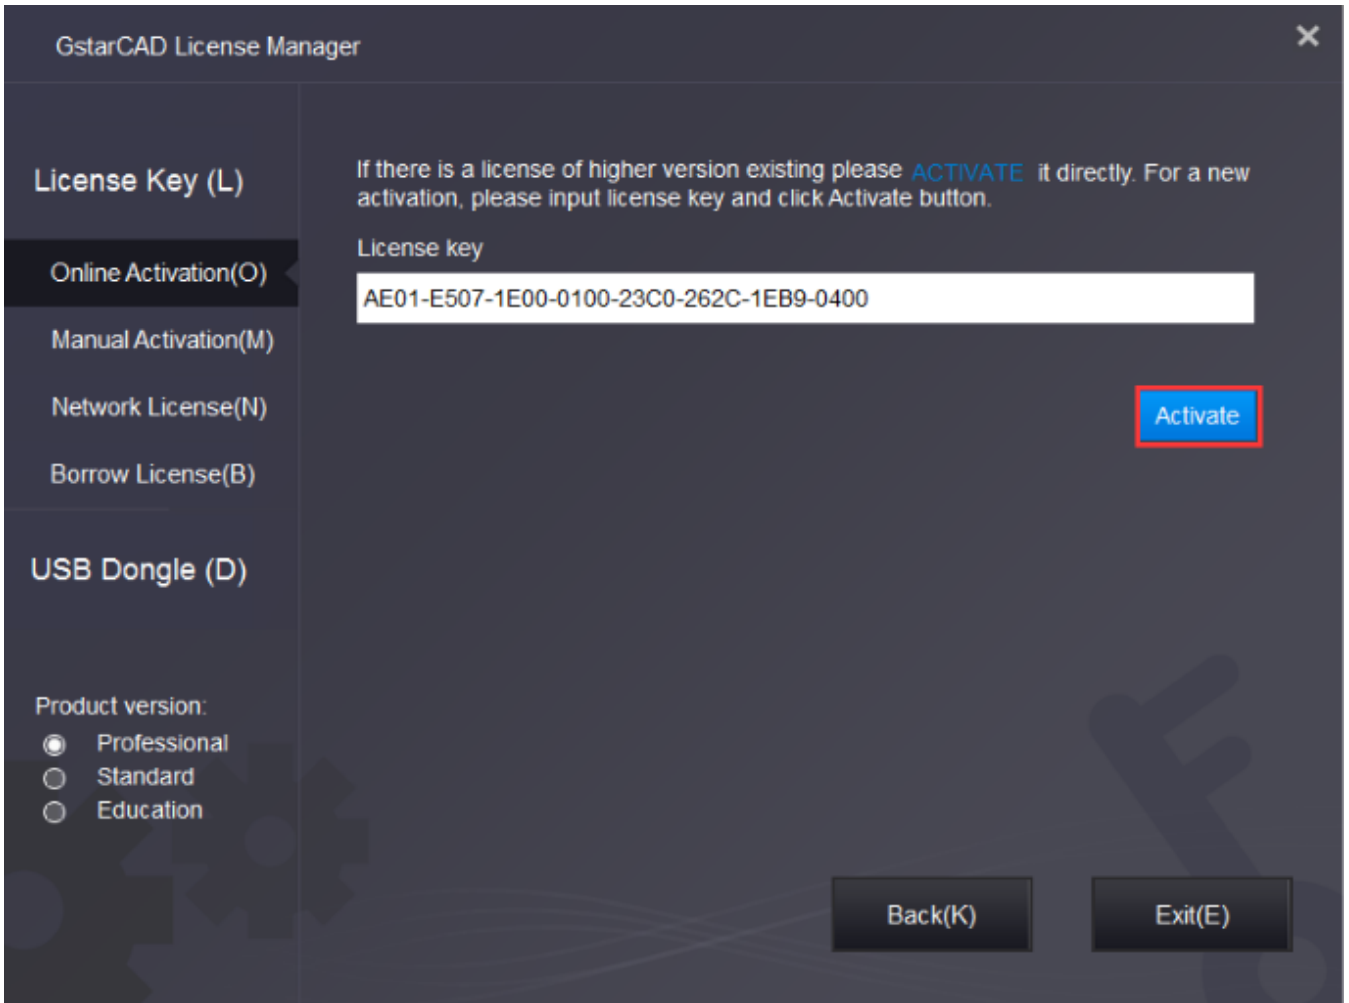 GstarCAD License Manager
License Key (L)
Online Activation(O)
Manual Activation(M)
Network License(N)
Borrow License(B)
USB Dongle (D)
Product version:
Professional
Standard
Education
If there is a license of higher version existing please ACTIVATE it directly. For a new
activation, please input license key and click Activate button.
License key
AE01-E507-1E00-0100-23C0-262C-1EB9-0400
Activate
Back(K)
Exit(E)